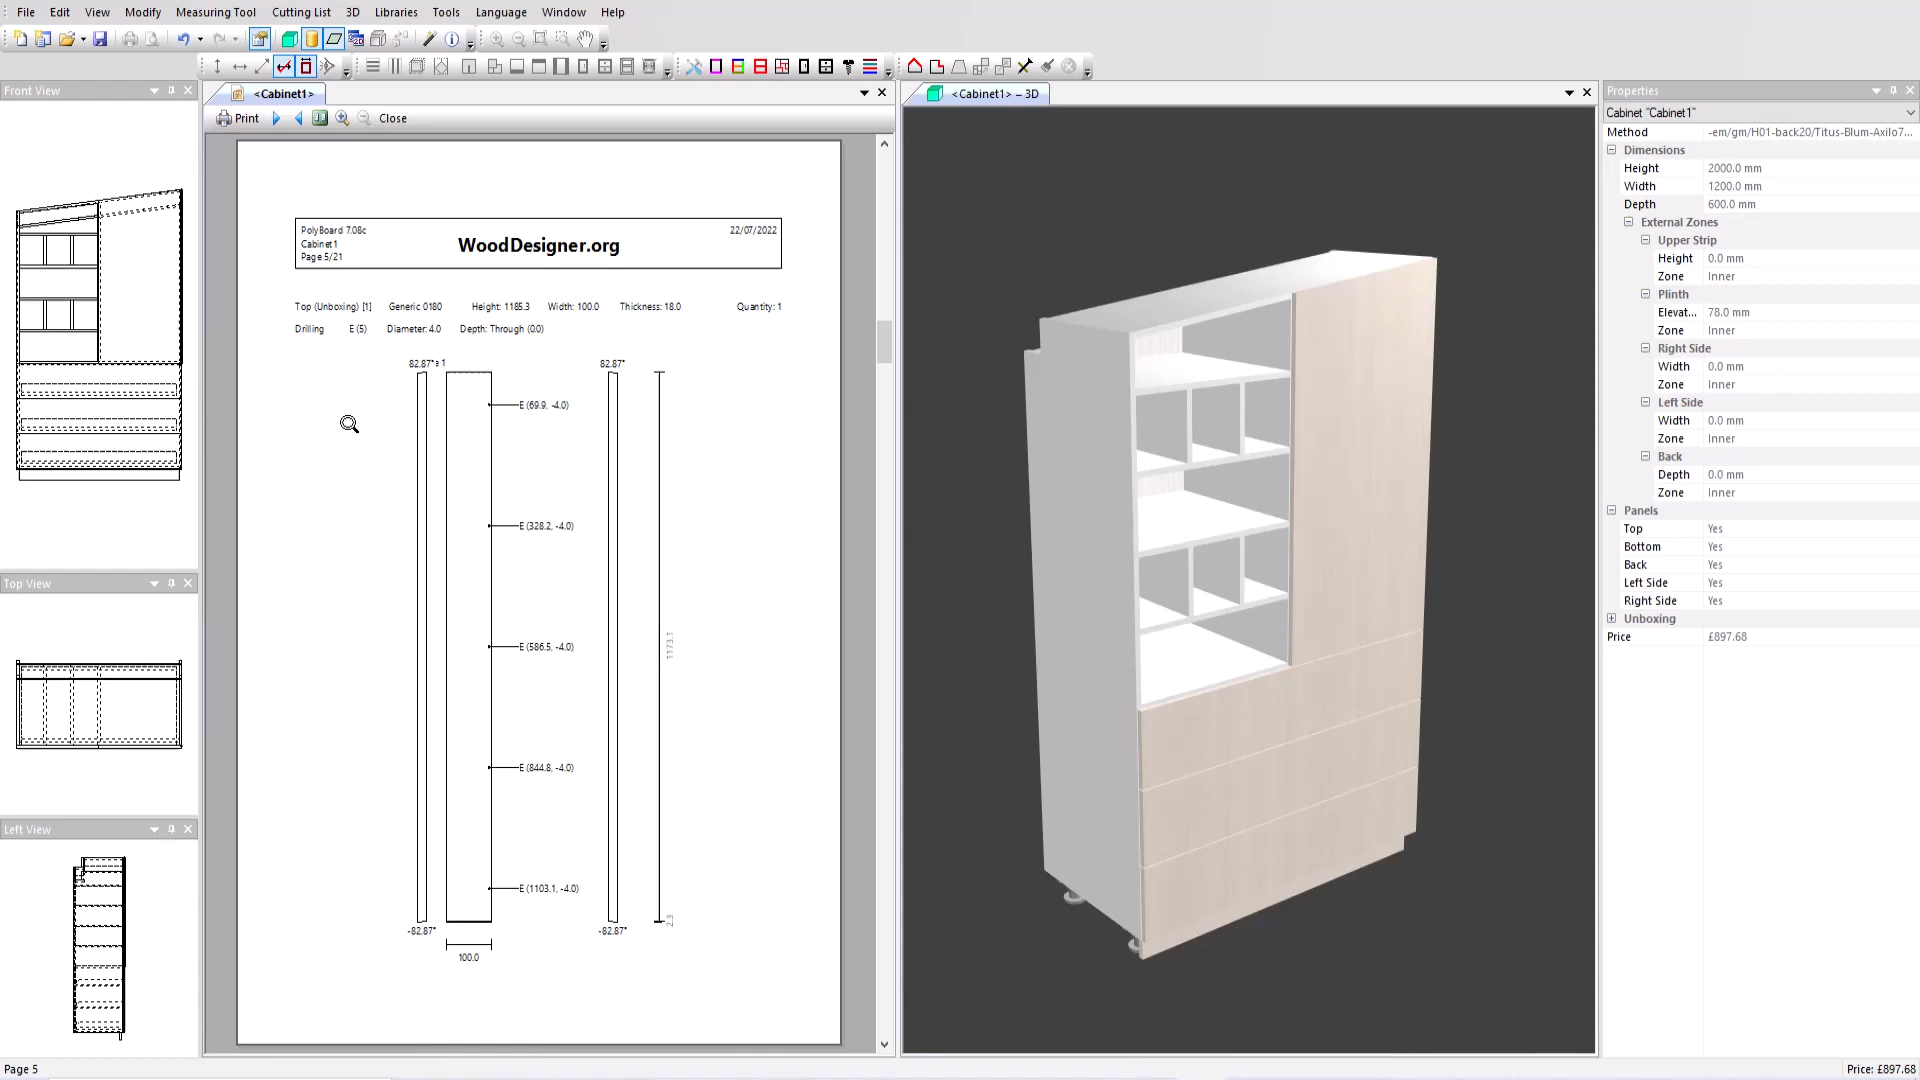 File Edit View Modify Measuring Tool Cutting List 3D Libraries Tools Language Window Help
Front View
<Cabinet1>
<Cabinet1> – 3D
Properties
Print Close
Cabinet "Cabinet1"
Method -em/gm/H01-back20/Titus-Blum-Axilo7...
Dimensions
Height 2000.0 mm
Width 1200.0 mm
Depth 600.0 mm
External Zones
Upper Strip
Height 0.0 mm
Zone Inner
Plinth
Elevat... 78.0 mm
Zone Inner
Right Side
Width 0.0 mm
Zone Inner
Left Side
Width 0.0 mm
Zone Inner
Back
Depth 0.0 mm
Zone Inner
Panels
Top Yes
Bottom Yes
Back Yes
Left Side Yes
Right Side Yes
Unboxing
Price £897.68
PolyBoard 7.08c
Cabinet1
Page 5/21
WoodDesigner.org
22/07/2022
Top (Unboxing) [1] Generic 0180 Height: 1185.3 Width: 100.0 Thickness: 18.0 Quantity: 1
Drilling E (5) Diameter: 4.0 Depth: Through (0.0)
82.87° 1 82.87°
E (69.9, -4.0)
E (328.2, -4.0)
E (586.5, -4.0)
1173.1
E (844.8, -4.0)
E (1103.1, -4.0)
2.3
-82.87° -82.87°
100.0
Top View
Left View
Page 5
Price: £897.68